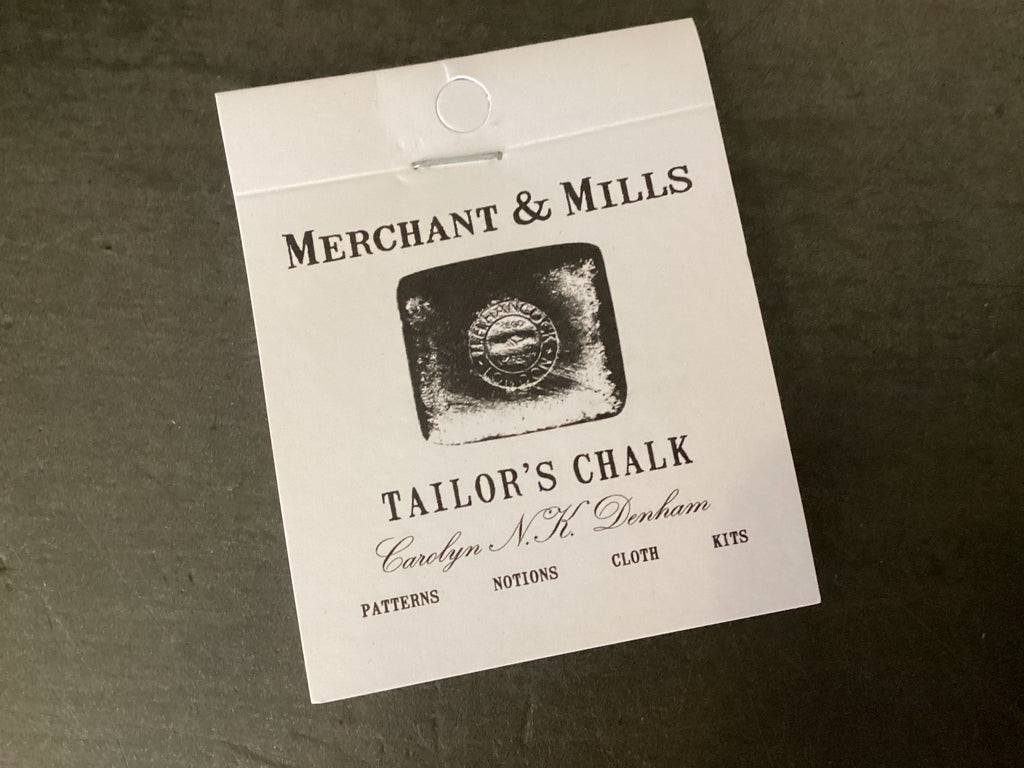 MERCHANT & MILLS
TAILOR'S CHALK
Carolyn N.K. Denham
PATTERNS NOTIONS CLOTH KITS